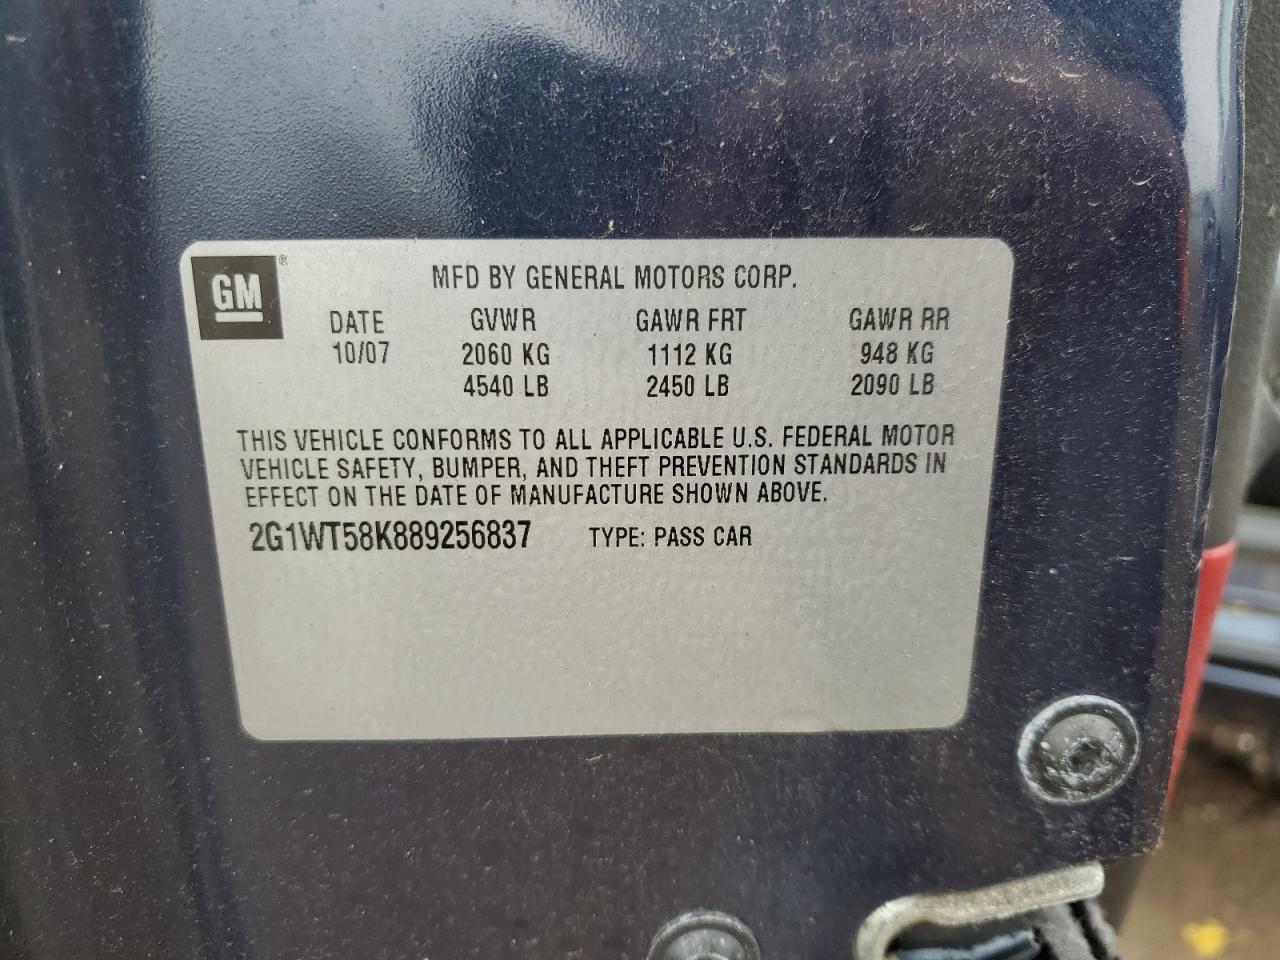 GM ®
MFD BY GENERAL MOTORS CORP.
DATE GVWR GAWR FRT GAWR RR
10/07 2060 KG 1112 KG 948 KG
4540 LB 2450 LB 2090 LB
THIS VEHICLE CONFORMS TO ALL APPLICABLE U.S. FEDERAL MOTOR
VEHICLE SAFETY, BUMPER, AND THEFT PREVENTION STANDARDS IN
EFFECT ON THE DATE OF MANUFACTURE SHOWN ABOVE.
2G1WT58K889256837 TYPE: PASS CAR